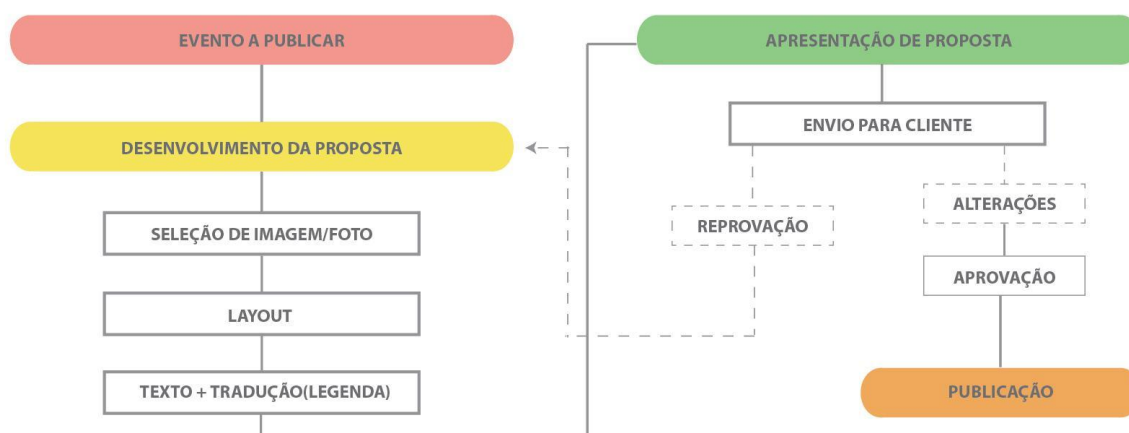 EVENTO A PUBLICAR
DESENVOLVIMENTO DA PROPOSTA
SELEÇÃO DE IMAGEM/FOTO
LAYOUT
TEXTO + TRADUÇÃO(LEGENDA)
APRESENTAÇÃO DE PROPOSTA
ENVIO PARA CLIENTE
REPROVAÇÃO
ALTERAÇÕES
APROVAÇÃO
PUBLICAÇÃO